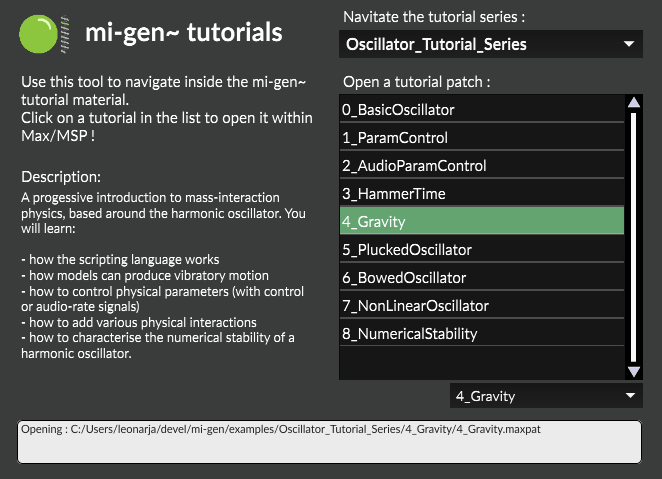 mi-gen~ tutorials
Use this tool to navigate inside the mi-gen~
tutorial material.
Click on a tutorial in the list to open it within
Max/MSP !
Description:
A progessive introduction to mass-interaction
physics, based around the harmonic oscillator. You
will learn:
- how the scripting language works
- how models can produce vibratory motion
- how to control physical parameters (with control
or audio-rate signals)
- how to add various physical interactions
- how to characterise the numerical stability of a
harmonic oscillator.
Navitate the tutorial series :
Oscillator_Tutorial_Series
Open a tutorial patch :
0_BasicOscillator
1_ParamControl
2_AudioParamControl
3_HammerTime
4_Gravity
5_PluckedOscillator
6_BowedOscillator
7_NonLinearOscillator
8_NumericalStability
4_Gravity
Opening : C:/Users/leonarja/devel/mi-gen/examples/Oscillator_Tutorial_Series/4_Gravity/4_Gravity.maxpat